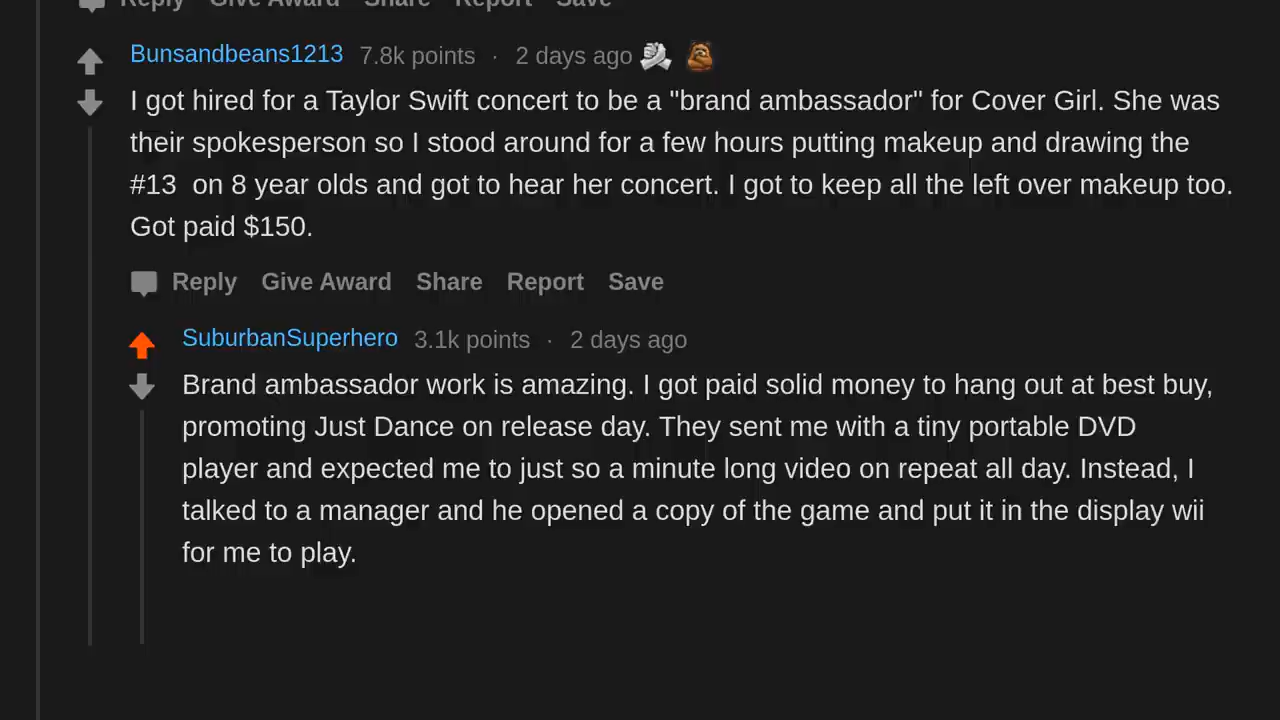 Reply Give Award Share Report Save
Bunsandbeans1213 7.8k points · 2 days ago
I got hired for a Taylor Swift concert to be a "brand ambassador" for Cover Girl. She was
their spokesperson so I stood around for a few hours putting makeup and drawing the
#13  on 8 year olds and got to hear her concert. I got to keep all the left over makeup too.
Got paid $150.
Reply Give Award Share Report Save
SuburbanSuperhero 3.1k points · 2 days ago
Brand ambassador work is amazing. I got paid solid money to hang out at best buy,
promoting Just Dance on release day. They sent me with a tiny portable DVD
player and expected me to just so a minute long video on repeat all day. Instead, I
talked to a manager and he opened a copy of the game and put it in the display wii
for me to play.